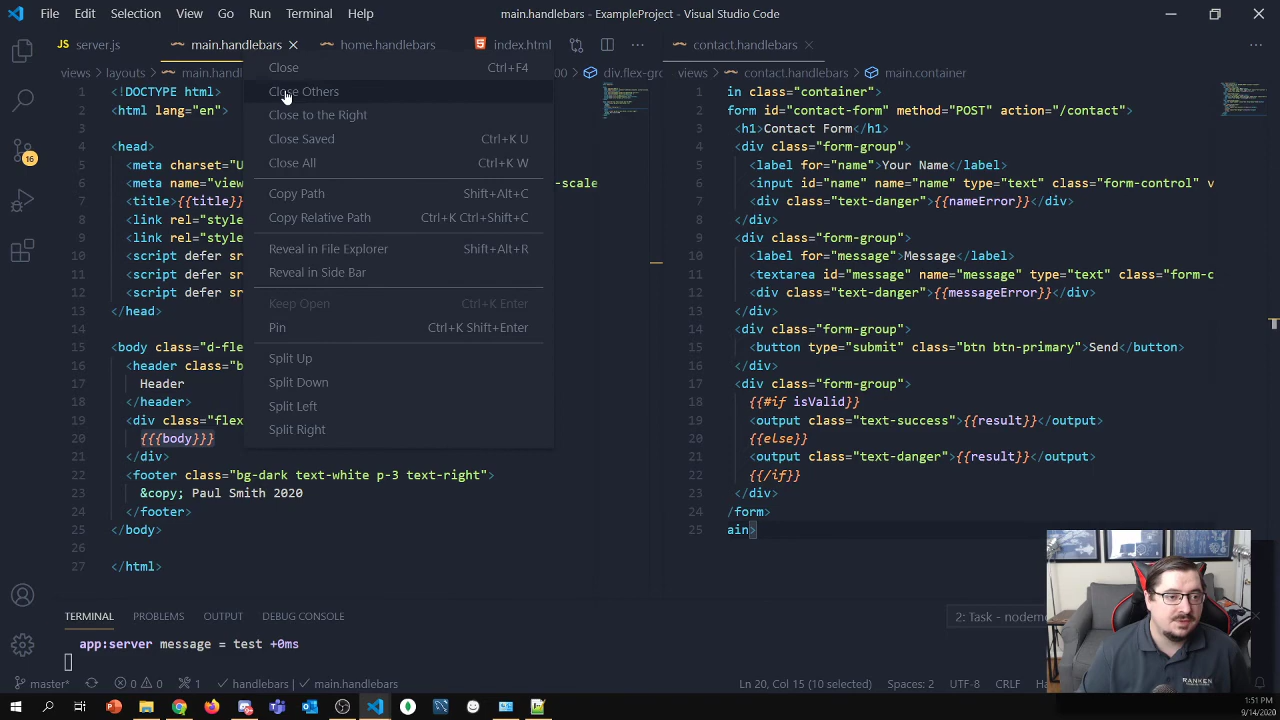 File Edit Selection View Go Run Terminal Help
main.handlebars - ExampleProject - Visual Studio Code
JS server.js
main.handlebars
home.handlebars
index.html
contact.handlebars
views > layouts > main.hand
div.flex-gro
views > contact.handlebars > main.container
1 <!DOCTYPE html>
2 <html lang="en">
3
4 <head>
5 <meta charset="U
6 <meta name="view
-scale
7 <title>{{title}
8 <link rel="style
9 <link rel="style
10 <script defer sr
11 <script defer sr
12 <script defer sr
13 </head>
14
15 <body class="d-fle
16 <header class="b
17 Header
18 </header>
19 <div class="flex
20 {{{body}}}
21 </div>
22 <footer class="bg-dark text-white p-3 text-right">
23 &copy; Paul Smith 2020
24 </footer>
25 </body>
26
27 </html>
Close Ctrl+F4
Close Others
Close to the Right
Close Saved Ctrl+K U
Close All Ctrl+K W
Copy Path Shift+Alt+C
Copy Relative Path Ctrl+K Ctrl+Shift+C
Reveal in File Explorer Shift+Alt+R
Reveal in Side Bar
Keep Open Ctrl+K Enter
Pin Ctrl+K Shift+Enter
Split Up
Split Down
Split Left
Split Right
1 in class="container">
2 form id="contact-form" method="POST" action="/contact">
3 <h1>Contact Form</h1>
4 <div class="form-group">
5 <label for="name">Your Name</label>
6 <input id="name" name="name" type="text" class="form-control" v
7 <div class="text-danger">{{nameError}}</div>
8 </div>
9 <div class="form-group">
10 <label for="message">Message</label>
11 <textarea id="message" name="message" type="text" class="form-c
12 <div class="text-danger">{{messageError}}</div>
13 </div>
14 <div class="form-group">
15 <button type="submit" class="btn btn-primary">Send</button>
16 </div>
17 <div class="form-group">
18 {{#if isValid}}
19 <output class="text-success">{{result}}</output>
20 {{else}}
21 <output class="text-danger">{{result}}</output>
22 {{/if}}
23 </div>
24 /form>
25 ain>
16
TERMINAL PROBLEMS OUTPUT DEBUG CONSOLE
2: Task - nodem
app:server message = test +0ms
master* 0 0 1 handlebars main.handlebars
Ln 20, Col 15 (10 selected) Spaces: 2 UTF-8 CRLF
RANKEN
1:51 PM
9/14/2020